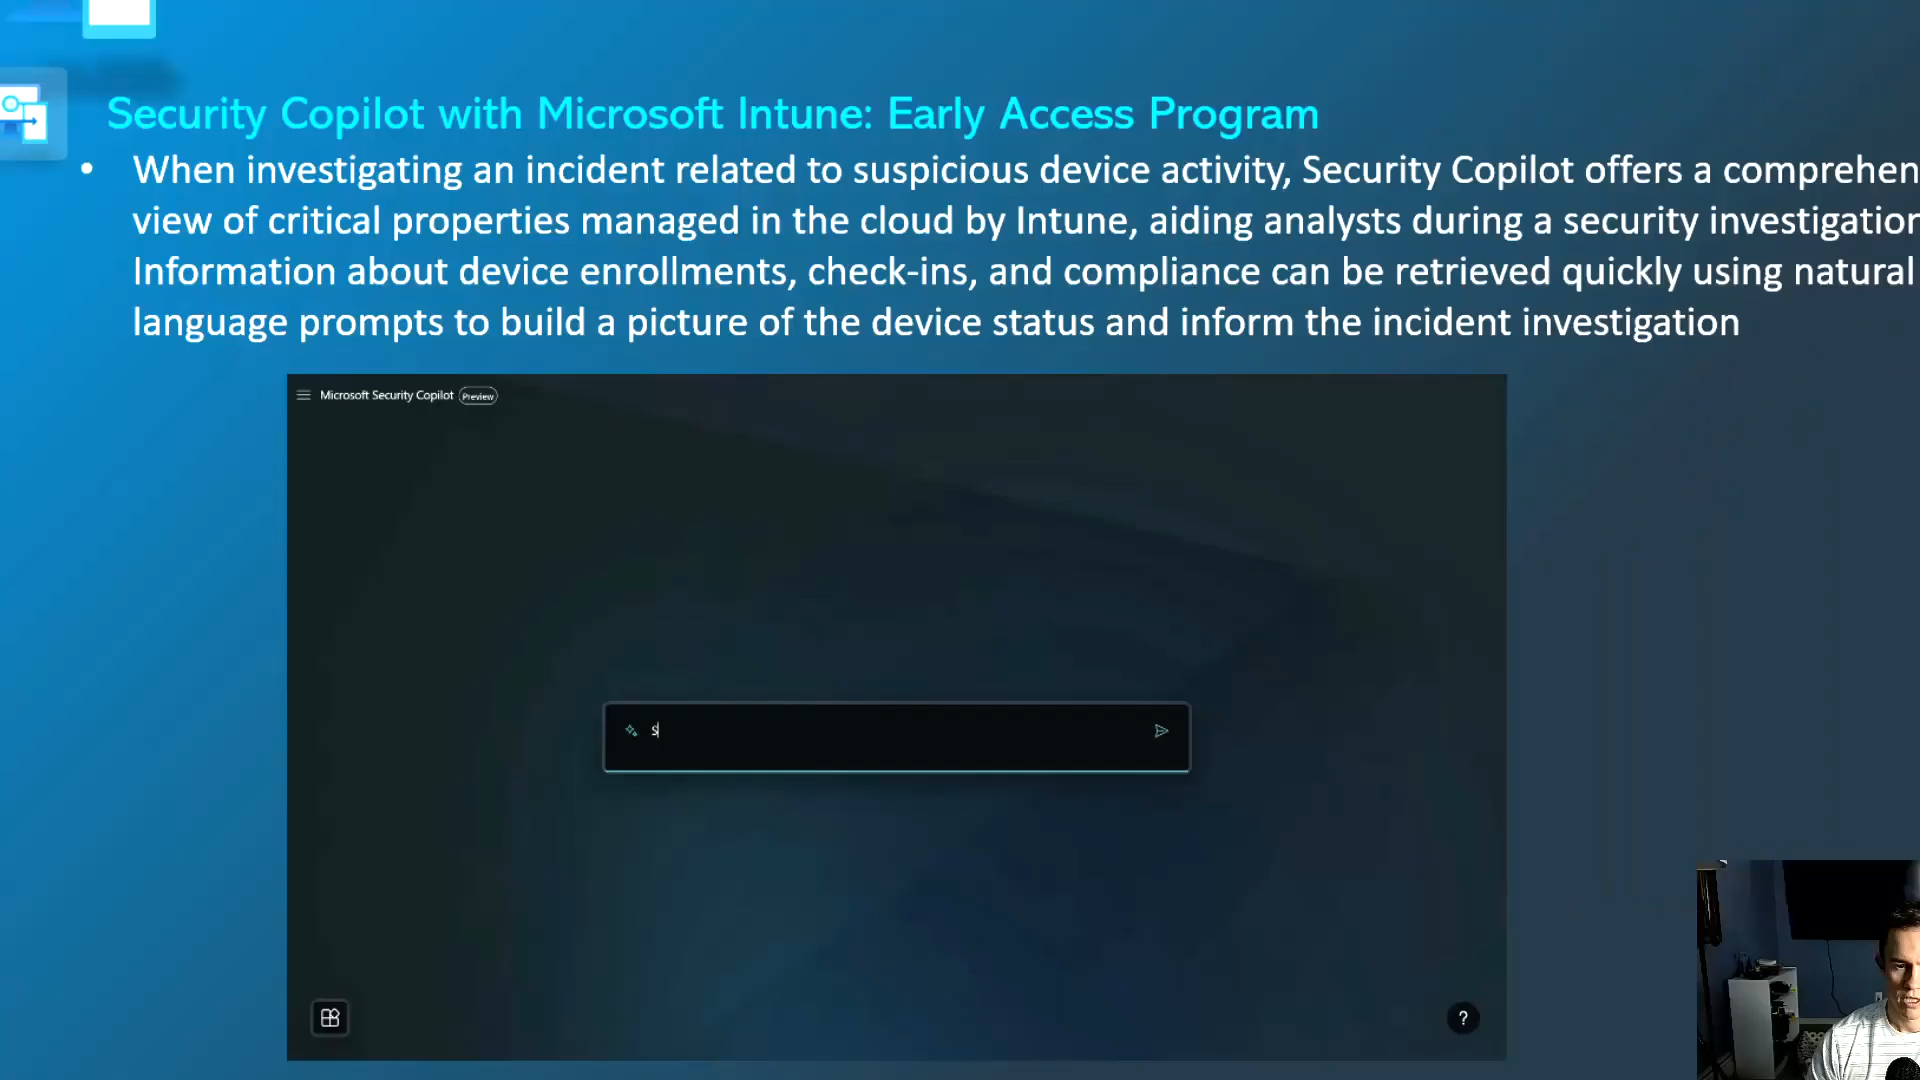 Security Copilot with Microsoft Intune: Early Access Program
• When investigating an incident related to suspicious device activity, Security Copilot offers a comprehen
view of critical properties managed in the cloud by Intune, aiding analysts during a security investigation
Information about device enrollments, check-ins, and compliance can be retrieved quickly using natural
language prompts to build a picture of the device status and inform the incident investigation
Microsoft Security Copilot Preview
S
?